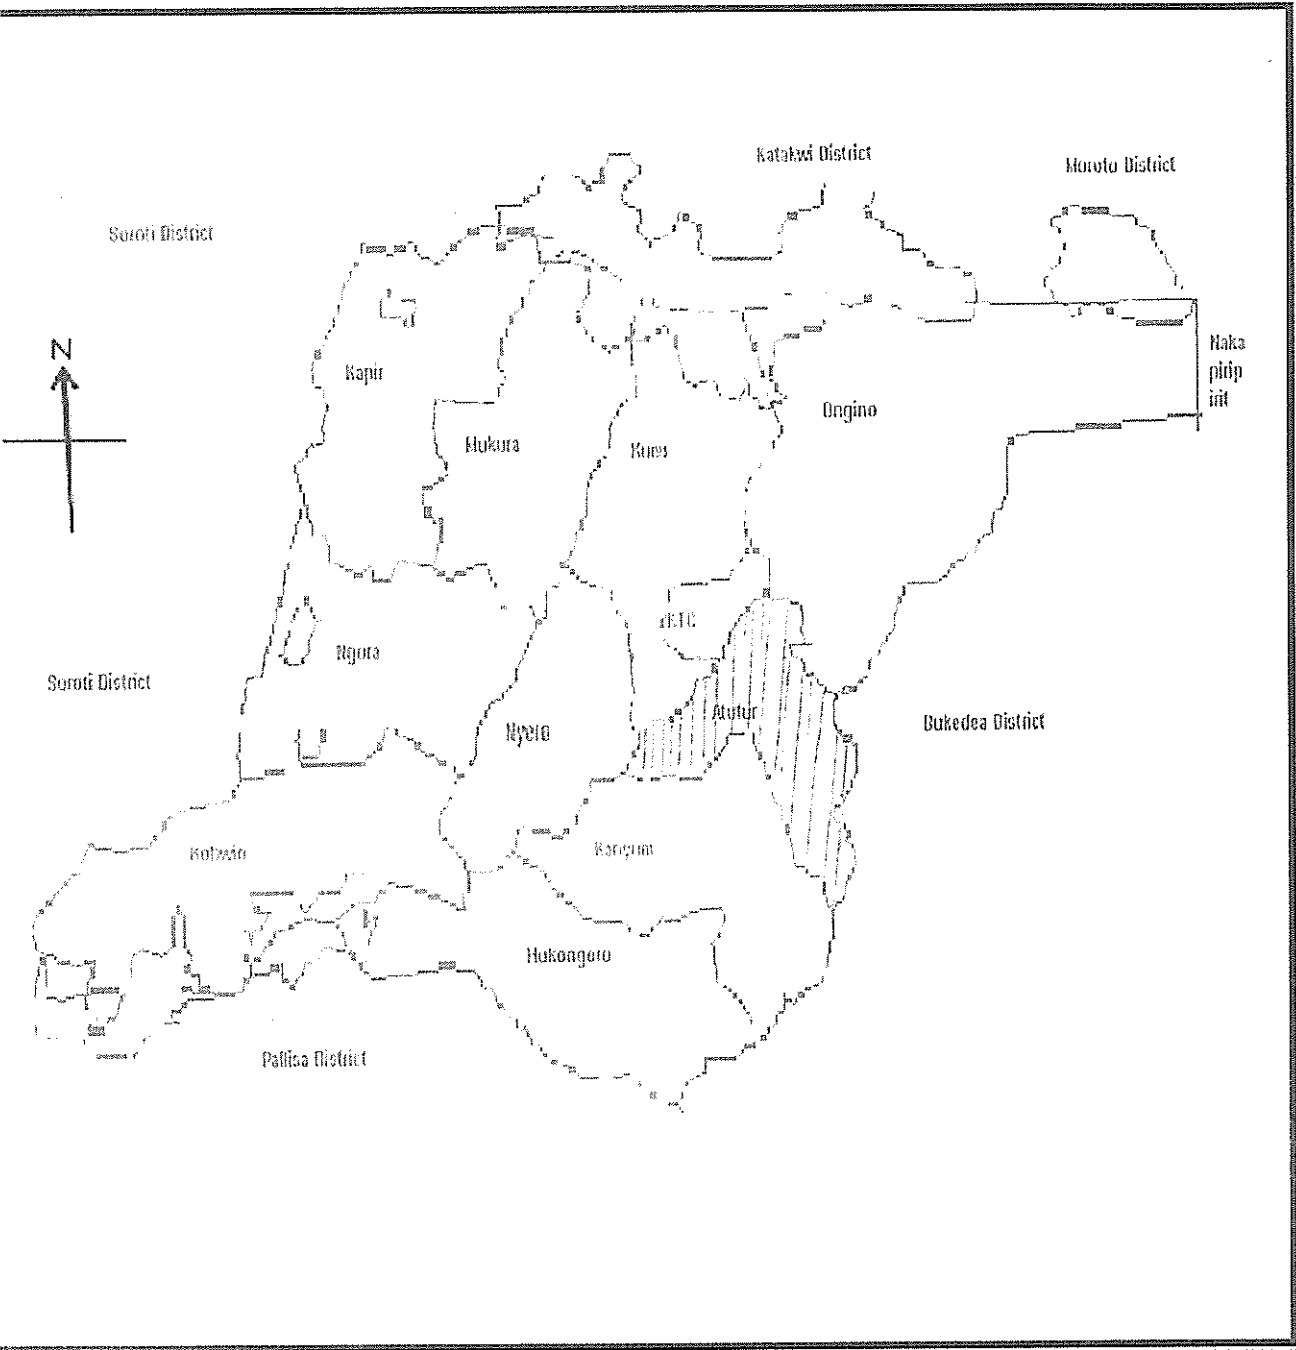 Katakwi District
Moroto District
Soroti District
N
Naka
pirip
irit
Kapir
Ongino
Mukura
Kumi
KTC
Ngora
Soroti District
Atutur
Bukedea District
Nyero
Kobwin
Kanyum
Mukongoro
Pallisa District